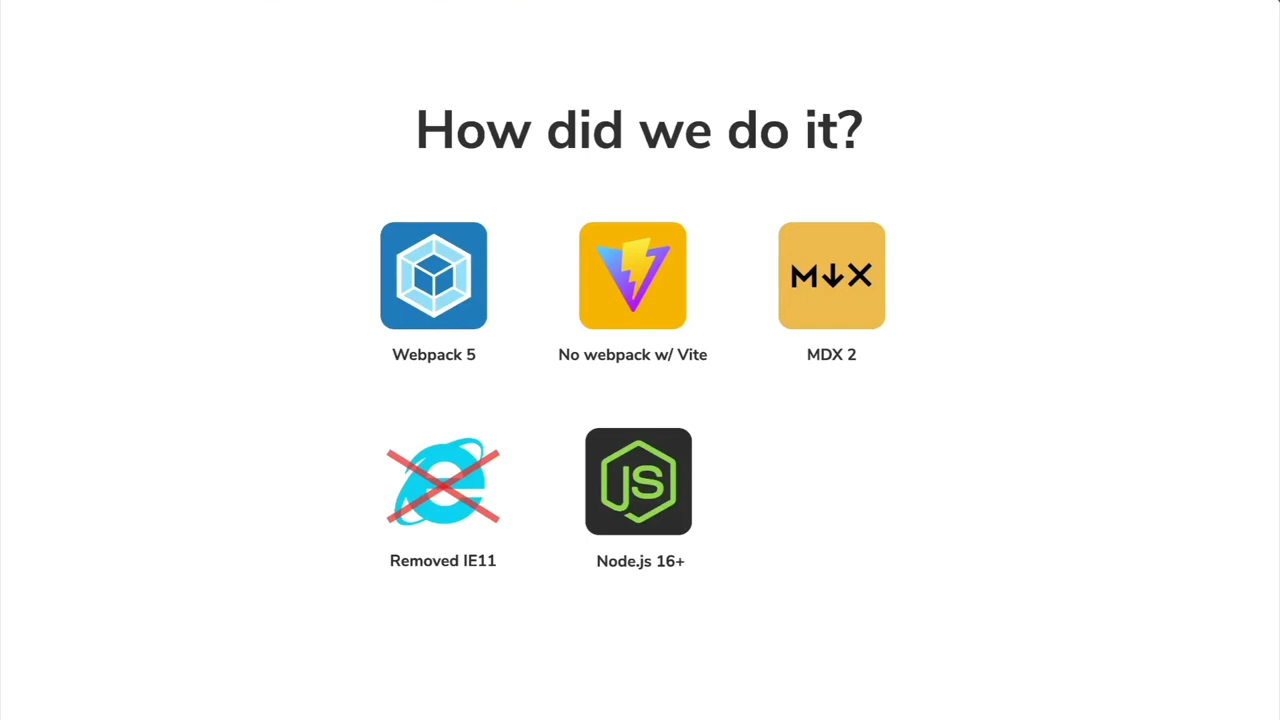 How did we do it?
Webpack 5
No webpack w/ Vite
M↓X
MDX 2
Removed IE11
JS
Node.js 16+